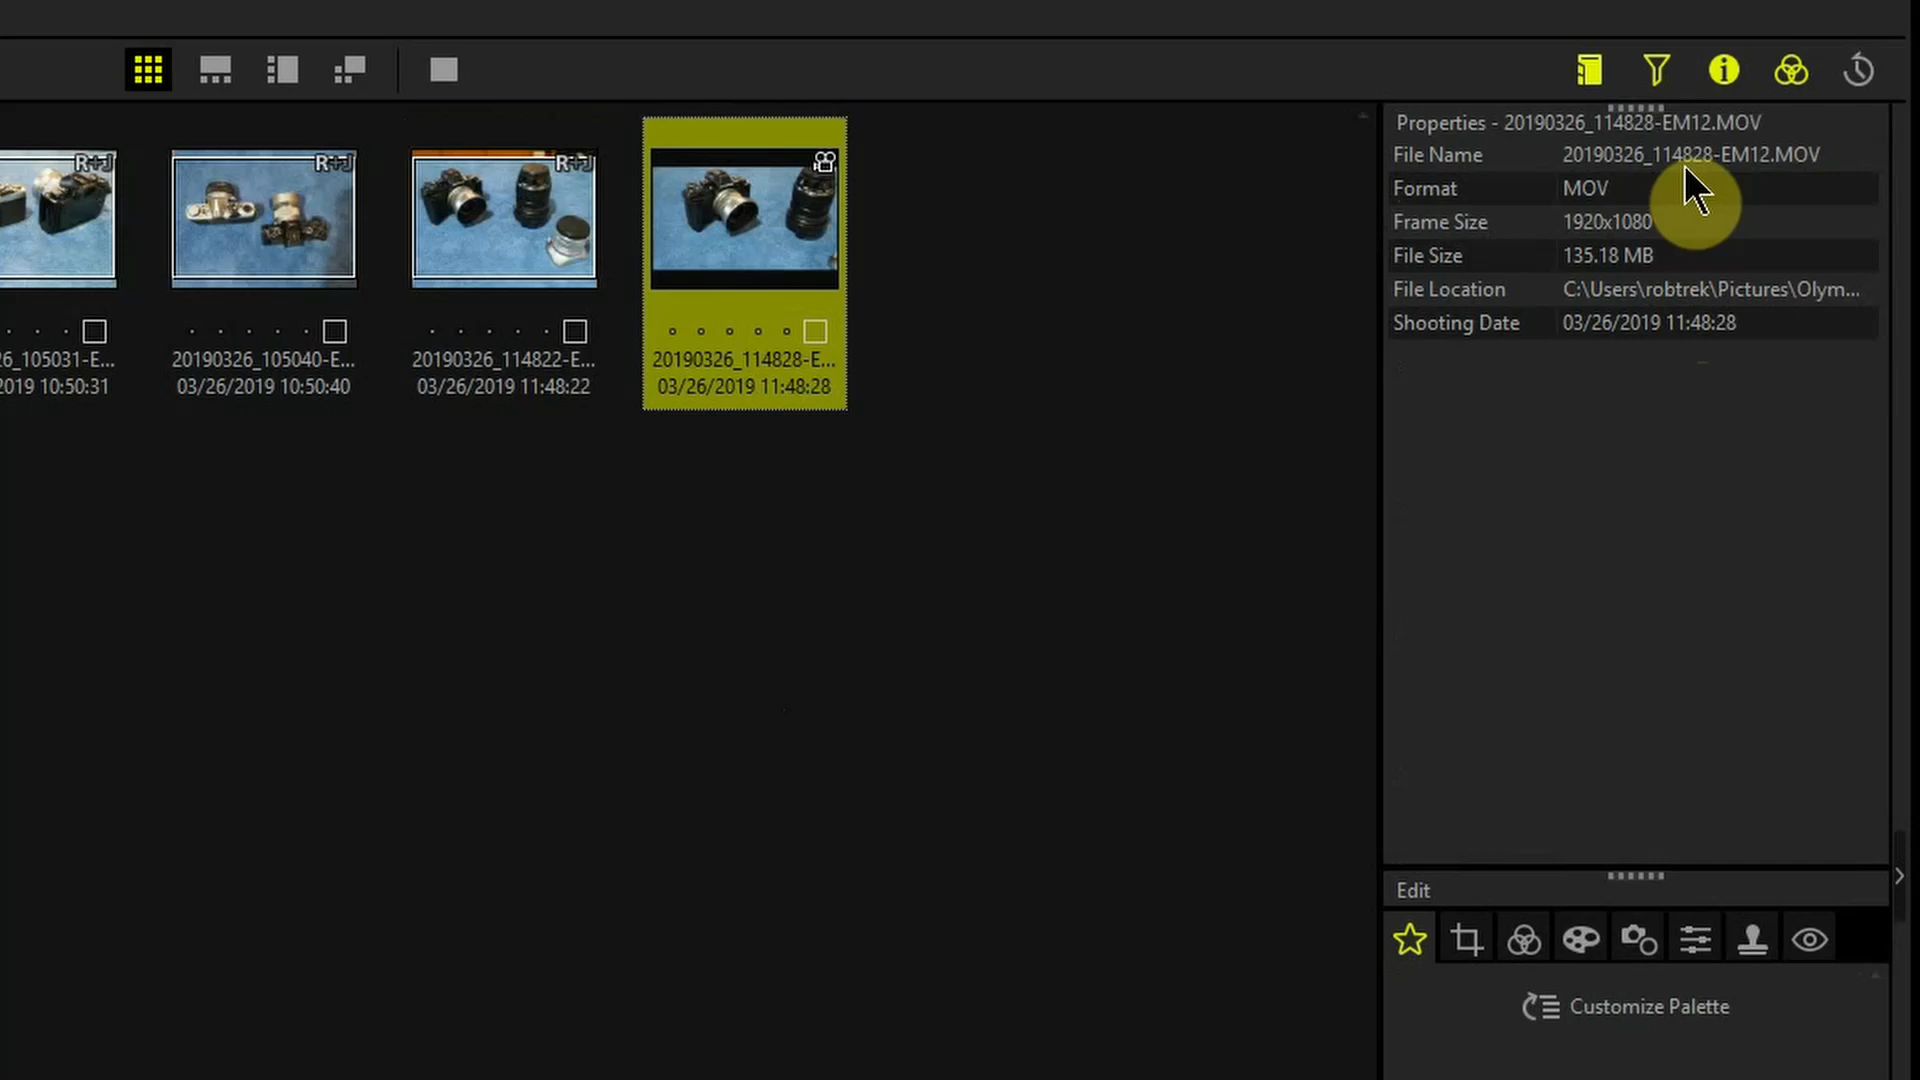 Properties - 20190326_114828-EM12.MOV
File Name 20190326_114828-EM12.MOV
Format MOV
Frame Size 1920x1080
File Size 135.18 MB
File Location C:\Users\robtrek\Pictures\Olym...
Shooting Date 03/26/2019 11:48:28
R+J
R+J
R+J
26_105031-E...
2019 10:50:31
20190326_105040-E...
03/26/2019 10:50:40
20190326_114822-E...
03/26/2019 11:48:22
20190326_114828-E...
03/26/2019 11:48:28
Edit
Customize Palette